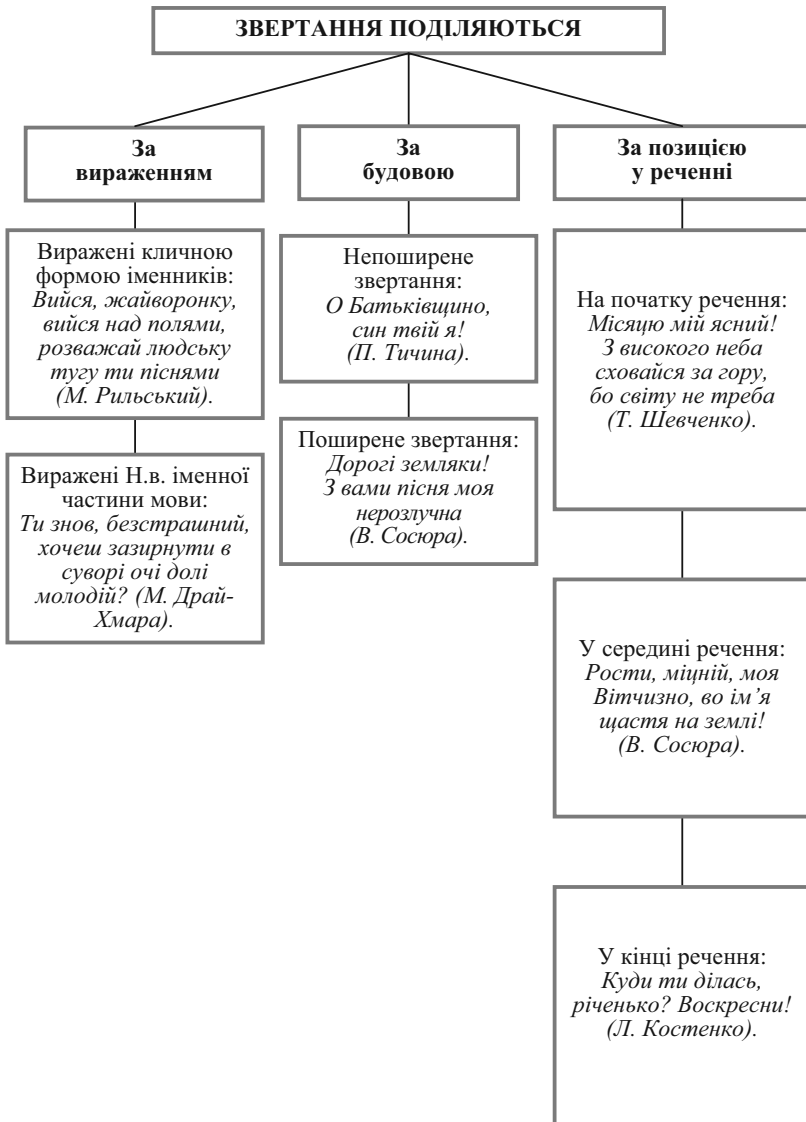 ЗВЕРТАННЯ ПОДІЛЯЮТЬСЯ
За
вираженням
Виражені кличною
формою іменників:
Вийся, жайворонку,
вийся над полями,
розважай людську
тугу ти піснями
(М. Рильський).
Виражені Н.в. іменної
частини мови:
Ти знов, безстрашний,
хочеш зазирнути в
суворі очі долі
молодій? (М. Драй-
Хмара).
За
будовою
Непоширене
звертання:
О Батьківщино,
син твій я!
(П. Тичина).
Поширене звертання:
Дорогі земляки!
З вами пісня моя
нерозлучна
(В. Сосюра).
За позицією
у реченні
На початку речення:
Місяцю мій ясний!
З високого неба
сховайся за гору,
бо світу не треба
(Т. Шевченко).
У середині речення:
Рости, міцній, моя
Вітчизно, во ім’я
щастя на землі!
(В. Сосюра).
У кінці речення:
Куди ти ділась,
річенько? Воскресни!
(Л. Костенко).